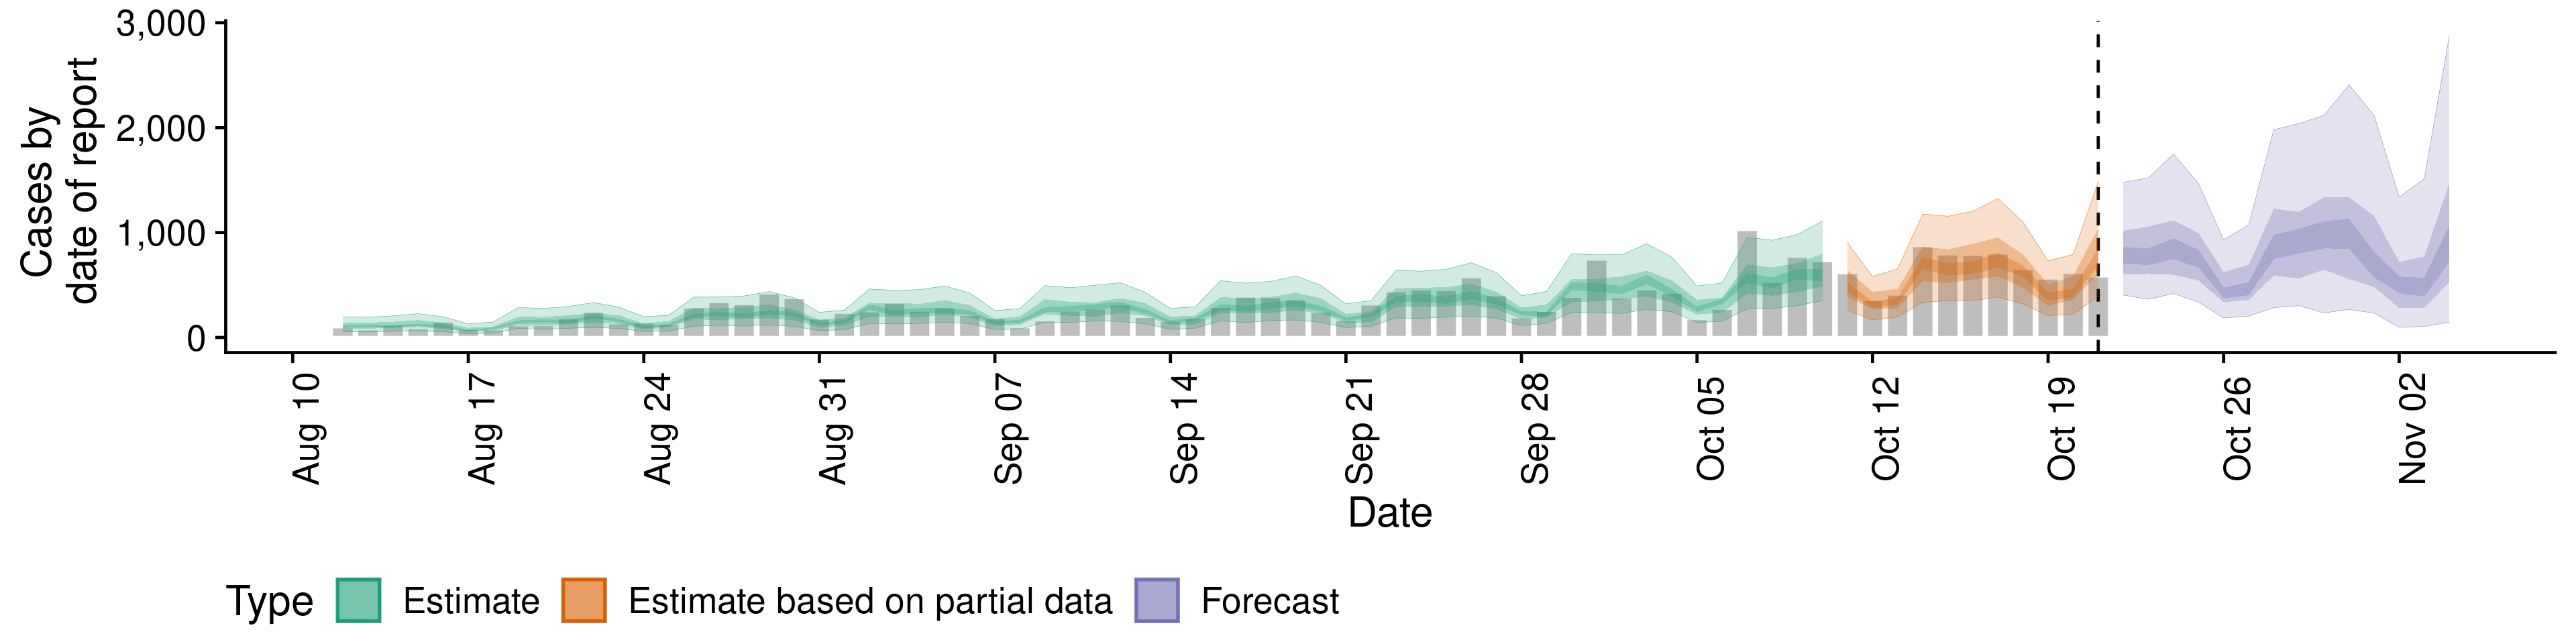 Cases by
date of report
3,000
2,000
1,000
0
Aug 10
Aug 17
Aug 24
Aug 31
Sep 07
Sep 14
Sep 21
Sep 28
Oct 05
Oct 12
Oct 19
Oct 26
Nov 02
Date
Type Estimate Estimate based on partial data Forecast